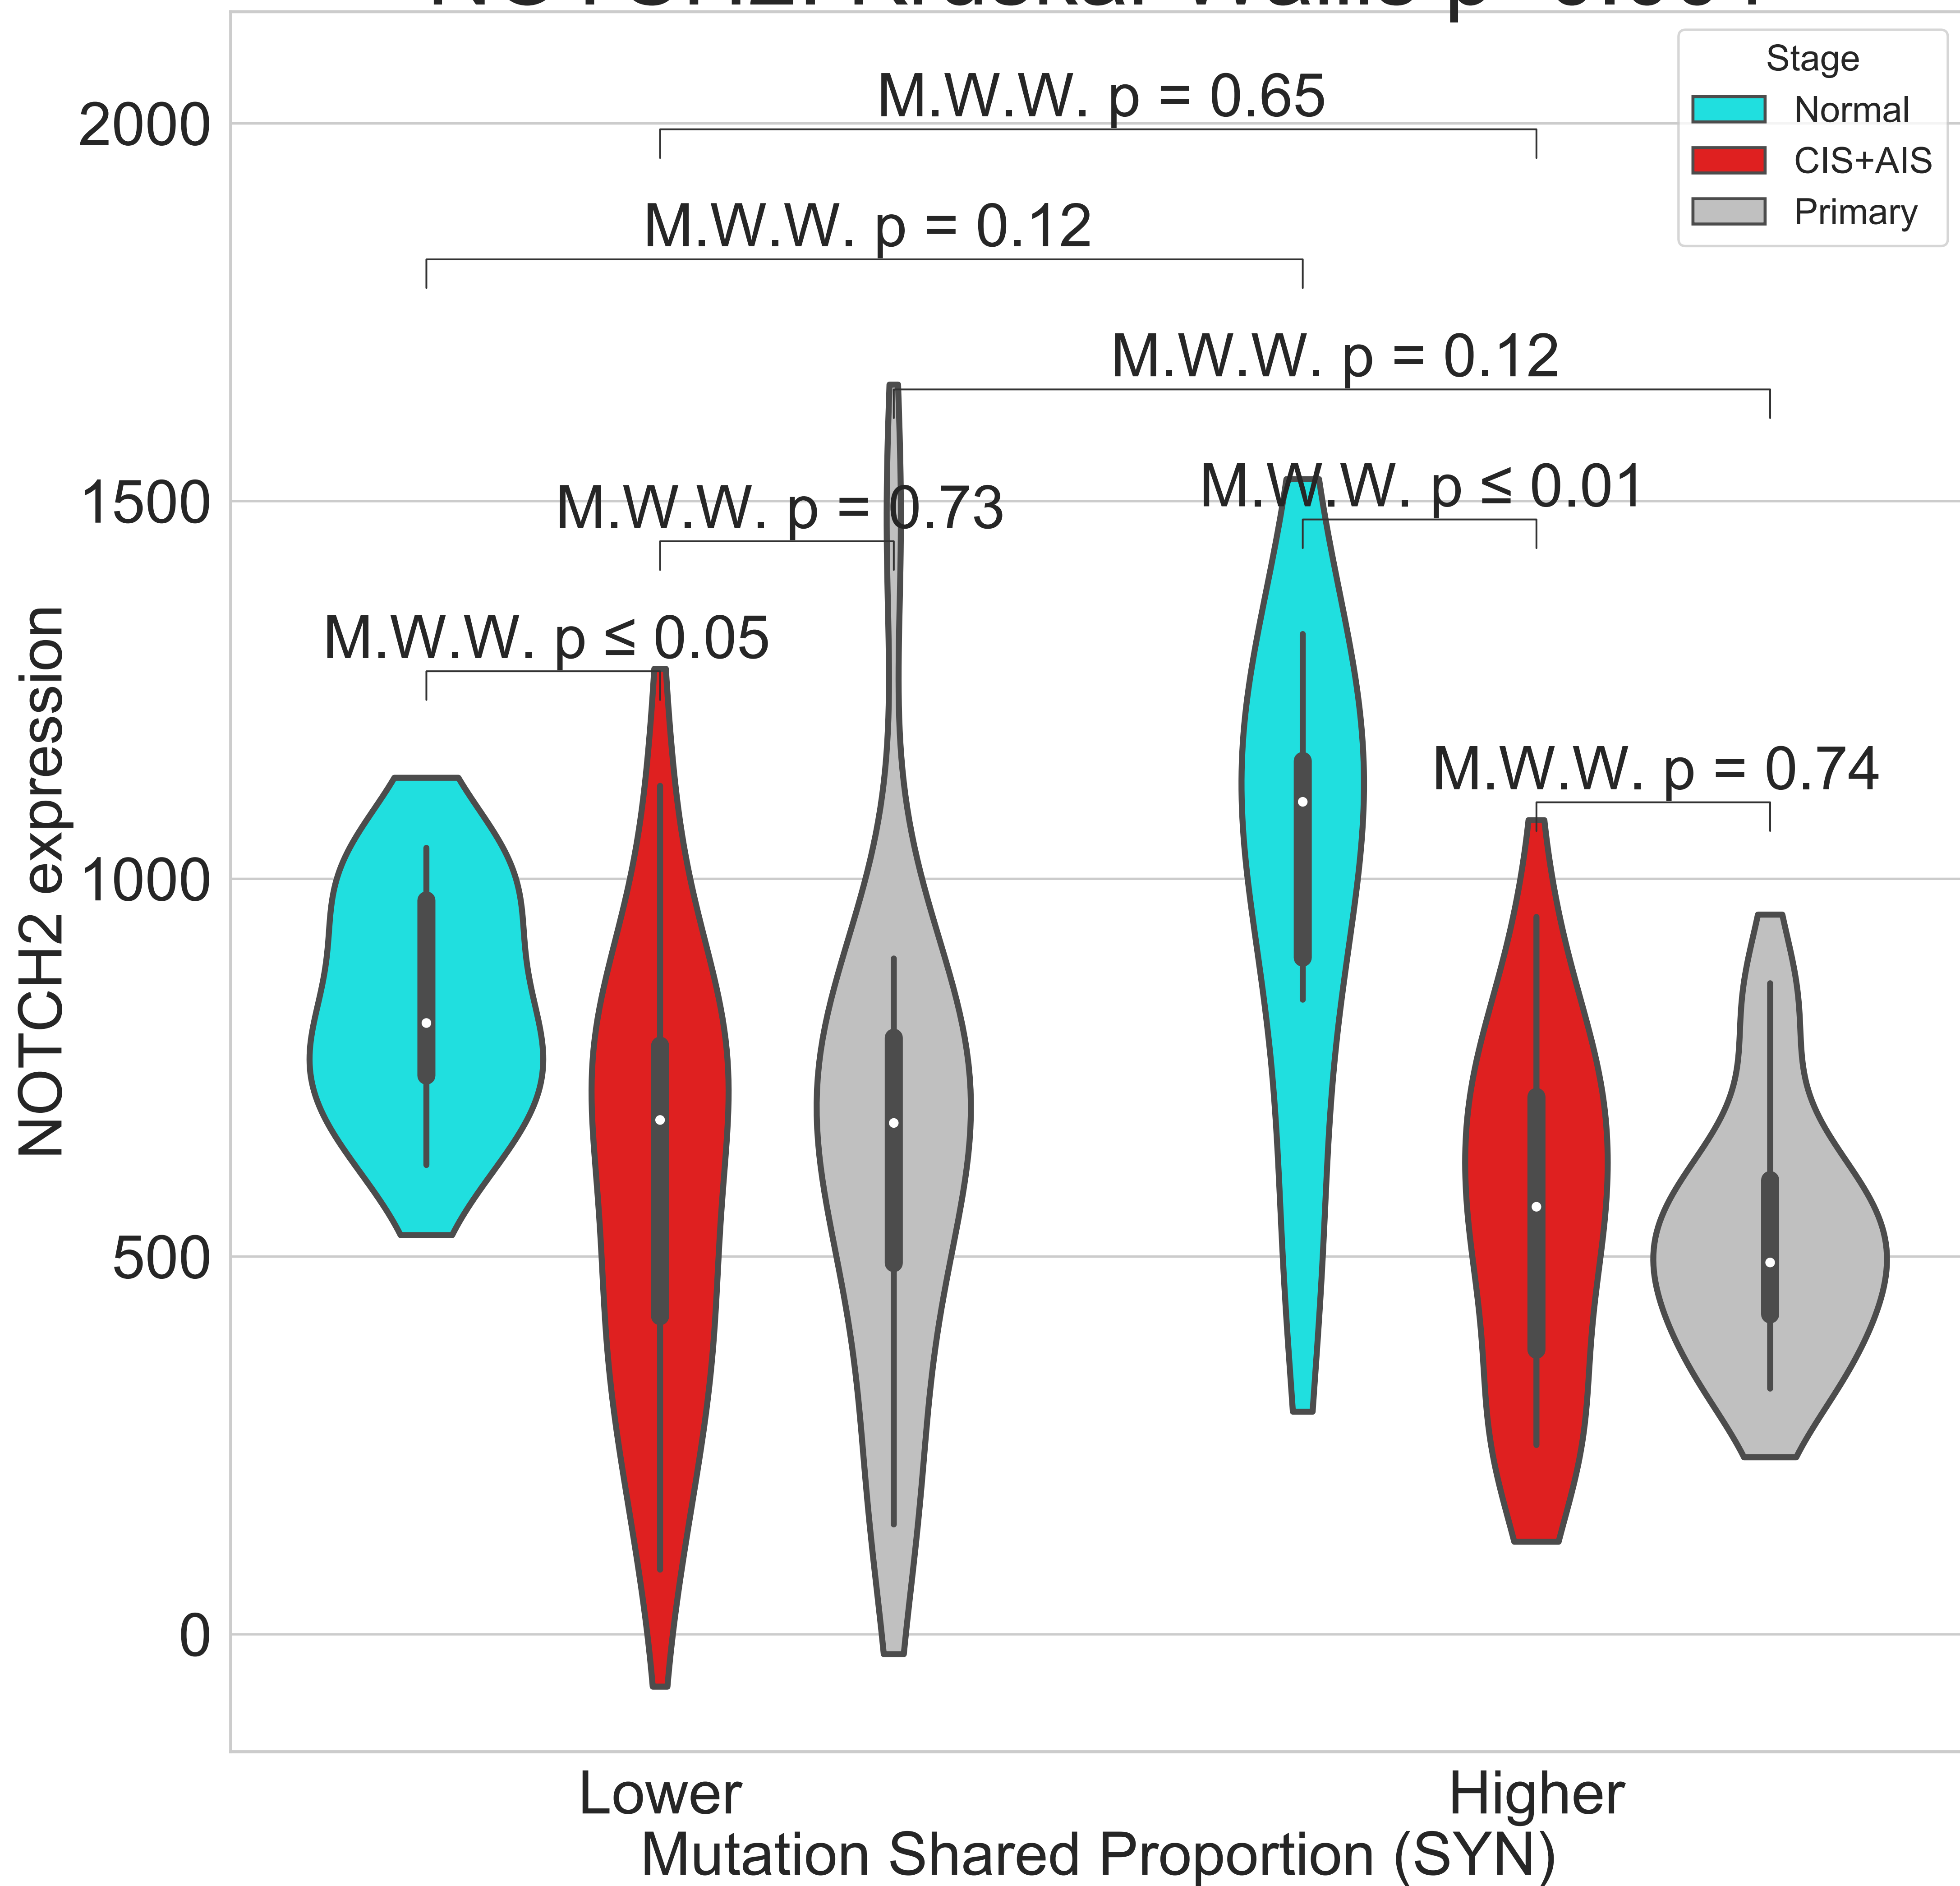 Stage
Normal
CIS+AIS
Primary
M.W.W. p = 0.65
M.W.W. p = 0.12
M.W.W. p = 0.12
M.W.W. p ≤ 0.01
M.W.W. p = 0.73
M.W.W. p ≤ 0.05
M.W.W. p = 0.74
2000
1500
1000
500
0
NOTCH2 expression
Lower
Higher
Mutation Shared Proportion (SYN)